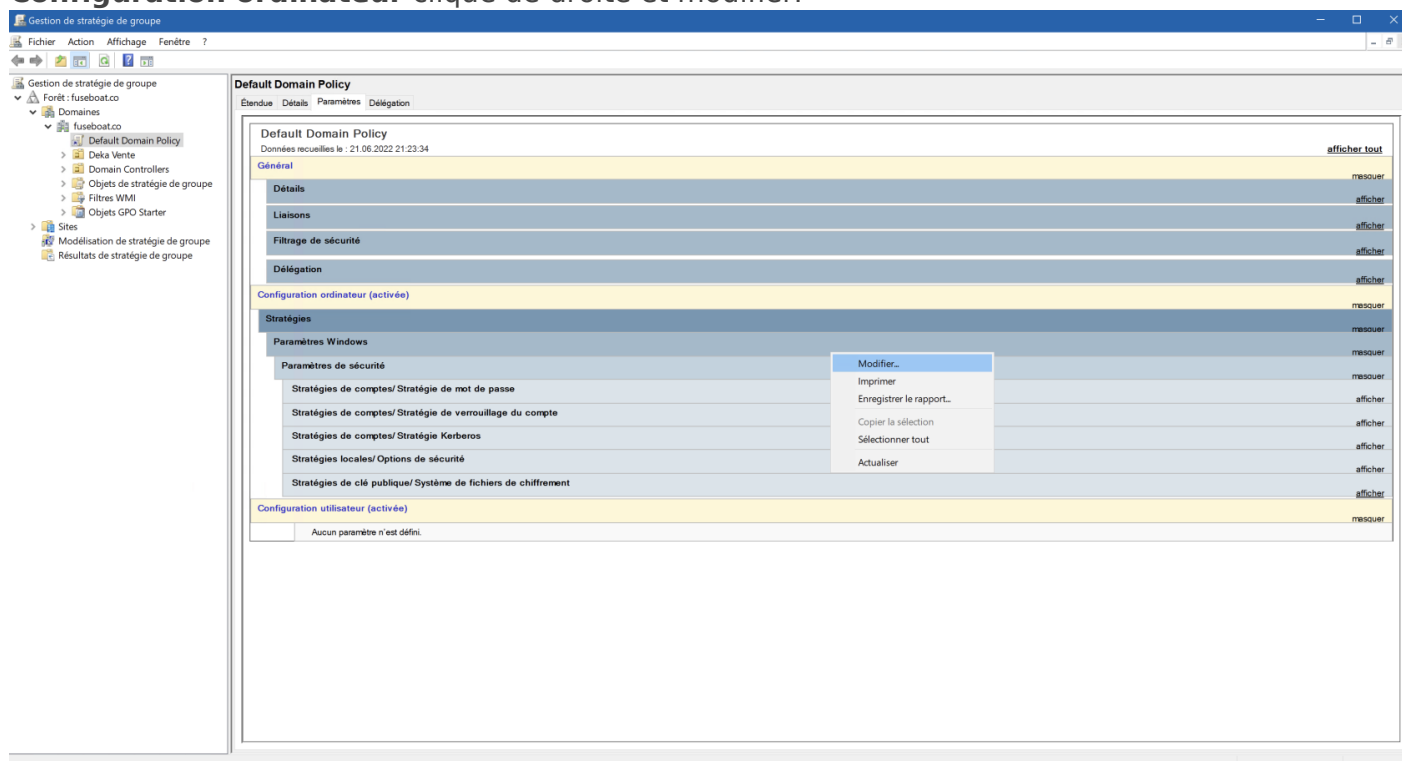 Configuration ordinateur clique de droite et modifier.
Gestion de stratégie de groupe
Fichier Action Affichage Fenêtre ?
Gestion de stratégie de groupe
Forêt : fuseboat.co
Domaines
fuseboat.co
Default Domain Policy
Deka Vente
Domain Controllers
Objets de stratégie de groupe
Filtres WMI
Objets GPO Starter
Sites
Modélisation de stratégie de groupe
Résultats de stratégie de groupe
Default Domain Policy
Étendue Détails Paramètres Délégation
Default Domain Policy
Données recueillies le : 21.06.2022 21:23:34 afficher tout
Général masquer
Détails afficher
Liaisons afficher
Filtrage de sécurité afficher
Délégation afficher
Configuration ordinateur (activée) masquer
Stratégies masquer
Paramètres Windows masquer
Paramètres de sécurité masquer
Stratégies de comptes/Stratégie de mot de passe afficher
Stratégies de comptes/Stratégie de verrouillage du compte afficher
Stratégies de comptes/Stratégie Kerberos afficher
Stratégies locales/Options de sécurité afficher
Stratégies de clé publique/Système de fichiers de chiffrement afficher
Configuration utilisateur (activée) masquer
Aucun paramètre n'est défini.
Modifier...
Imprimer
Enregistrer le rapport...
Copier la sélection
Sélectionner tout
Actualiser